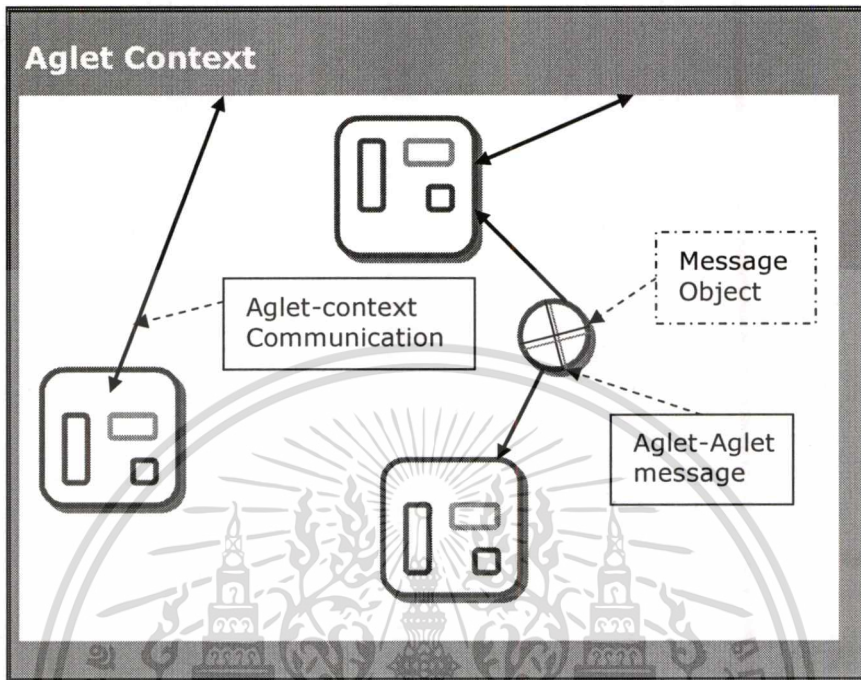 Aglet Context
Message
Object
Aglet-context
Communication
Aglet-Aglet
message